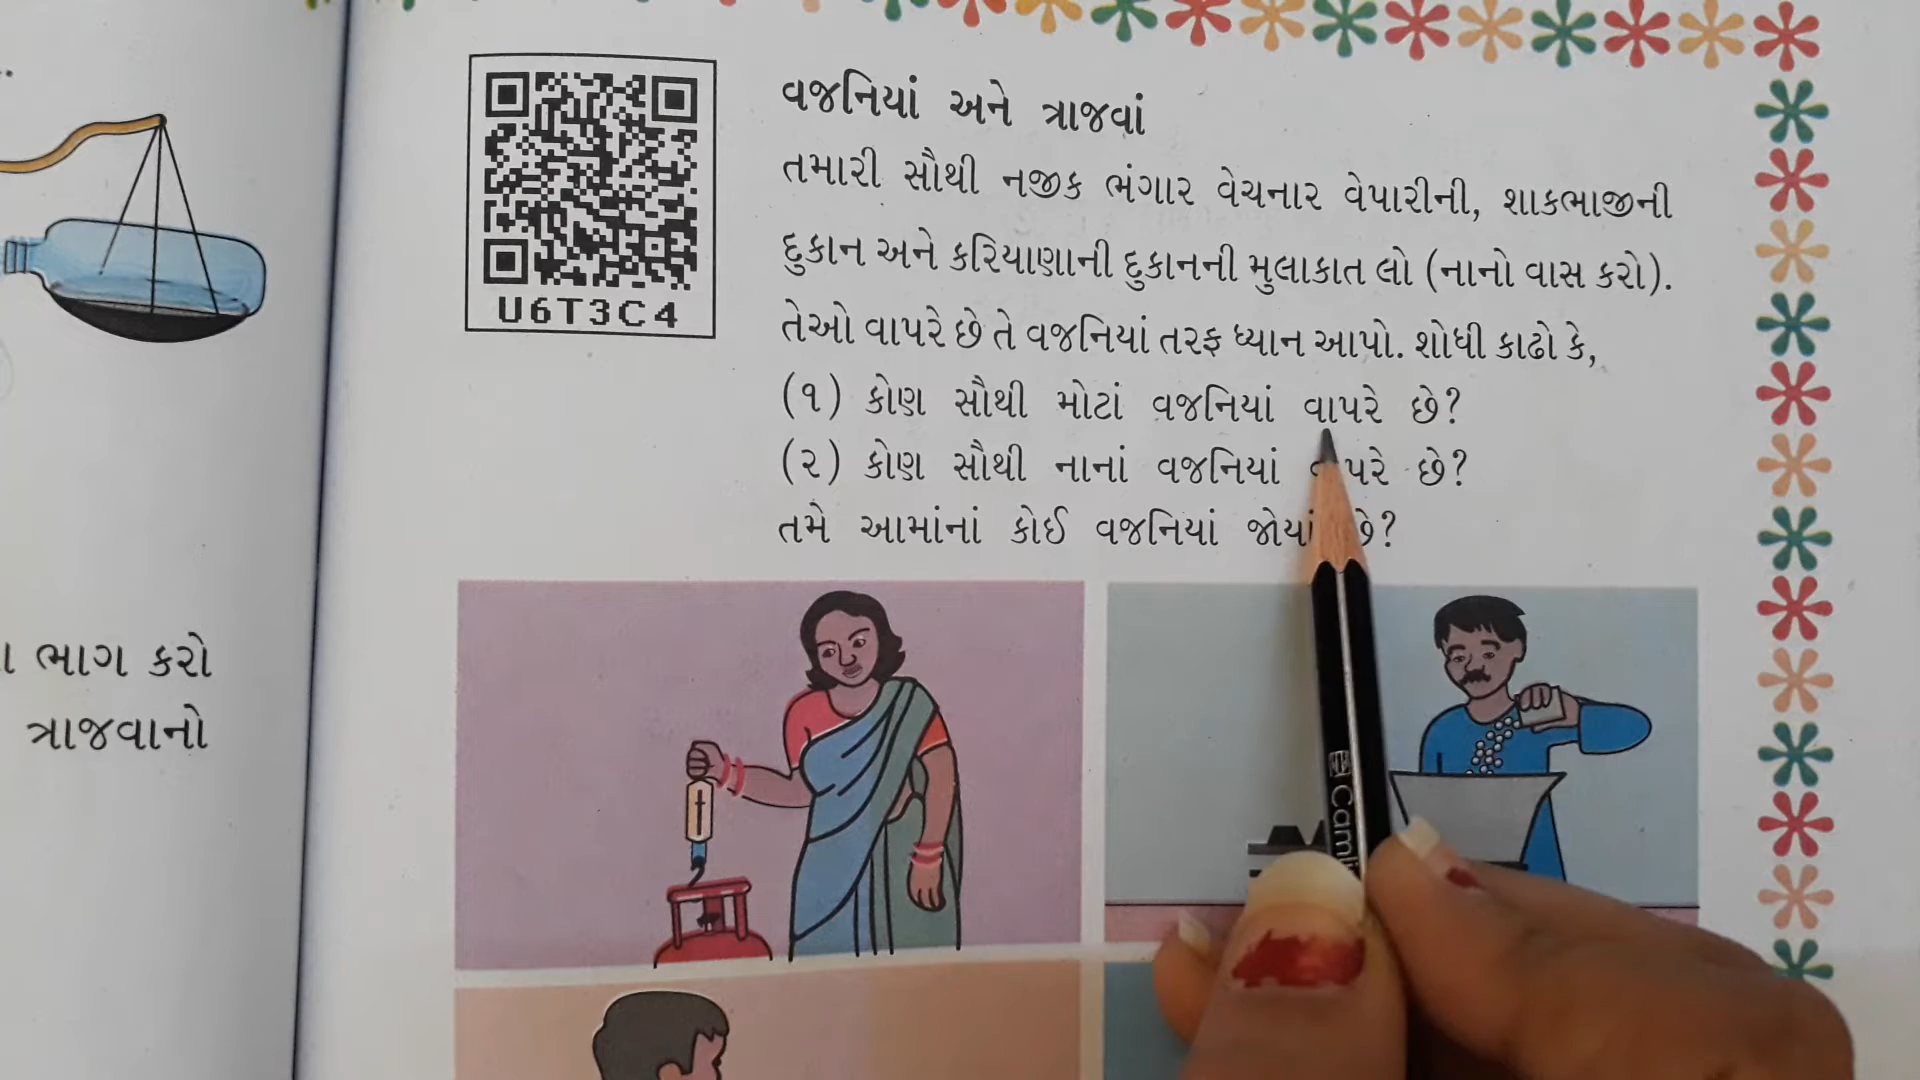 ભાગ કરો
ત્રાજવાનો
U6T3C4
વજનિયાં અને ત્રાજવાં
તમારી સૌથી નજીક ભંગાર વેચનાર વેપારીની, શાકભાજીની
દુકાન અને કરિયાણાની દુકાનની મુલાકાત લો (નાનો વાસ કરો).
તેઓ વાપરે છે તે વજનિયાં તરફ ધ્યાન આપો. શોધી કાઢો કે,
(૧) કોણ સૌથી મોટાં વજનિયાં વાપરે છે?
(૨) કોણ સૌથી નાનાં વજનિયાં વાપરે છે?
તમે આમાંનાં કોઈ વજનિયાં જોયાં છે?
Camli